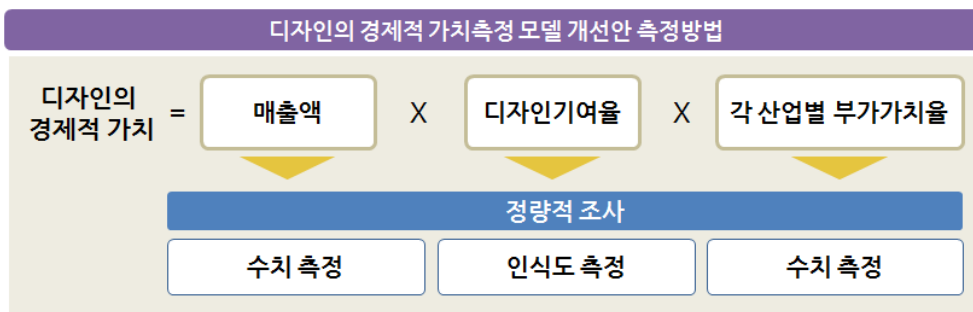 디자인의 경제적 가치측정 모델 개선안 측정방법
디자인의
경제적 가치 = 매출액 X 디자인기여율 X 각 산업별 부가가치율
정량적 조사
수치 측정 인식도 측정 수치 측정